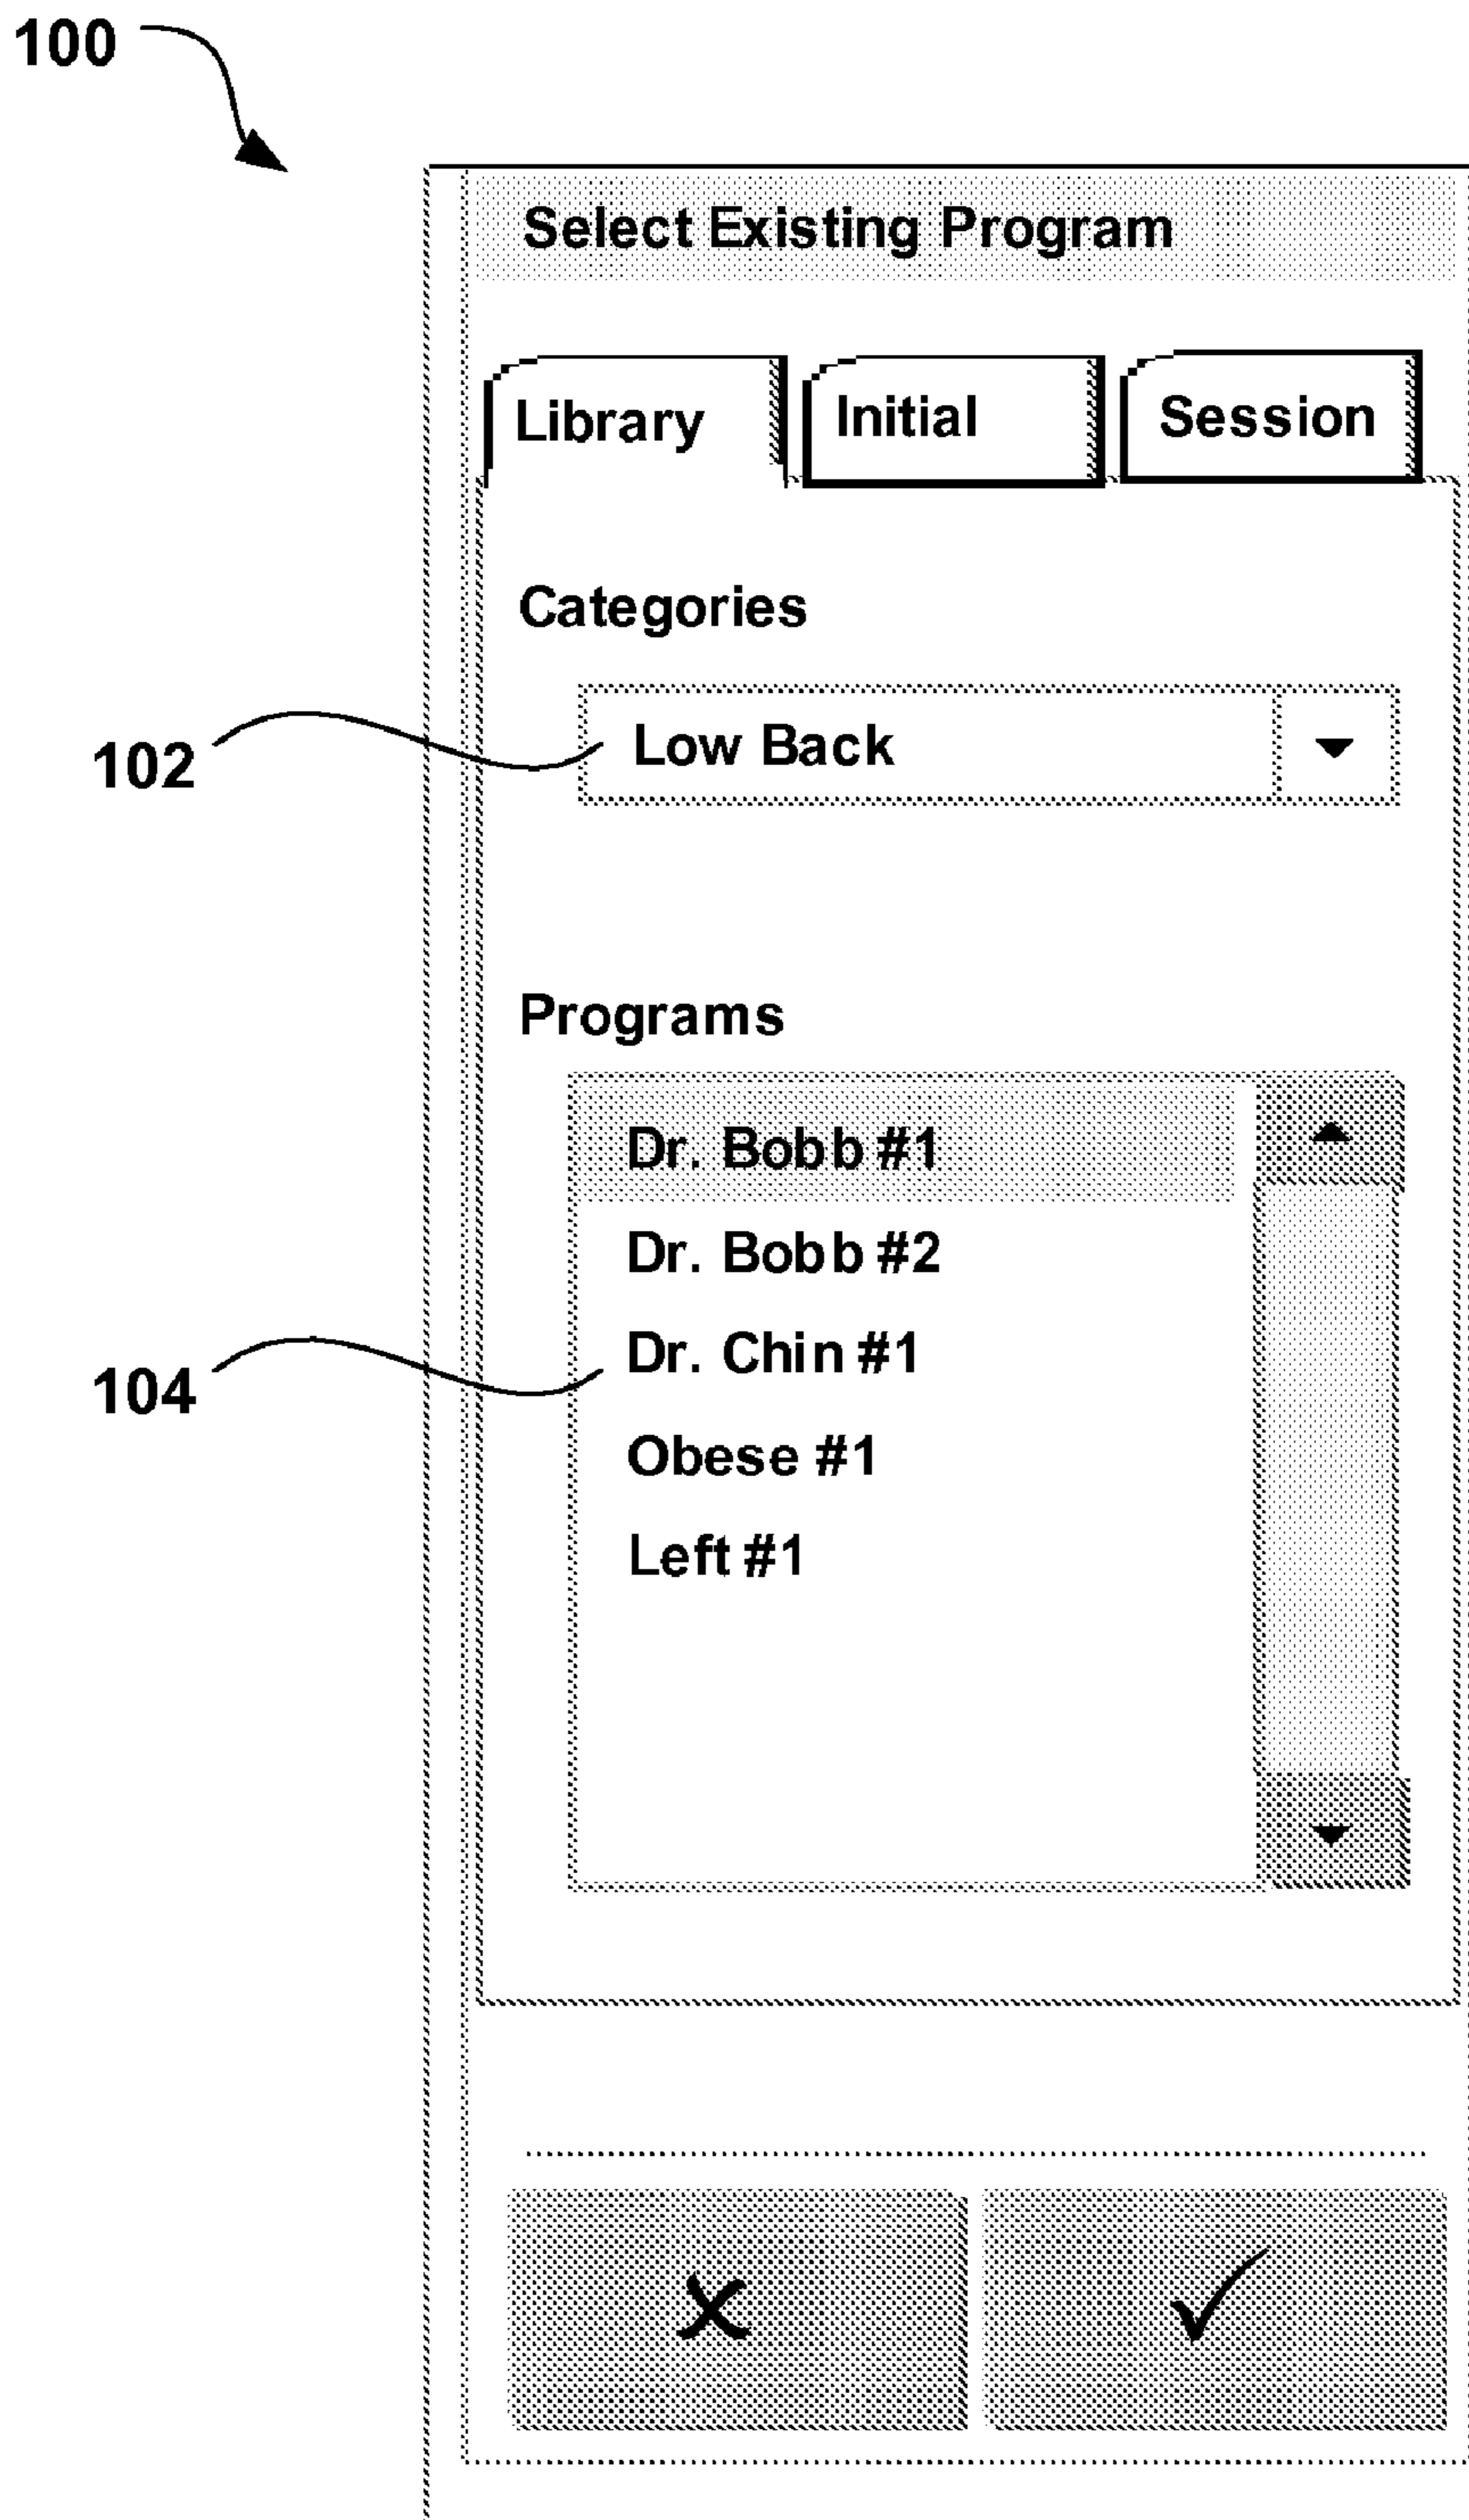 100
Select Existing Program
Library Initial Session
Categories
102 Low Back
Programs
Dr. Bobb #1
Dr. Bobb #2
104 Dr. Chin #1
Obese #1
Left #1